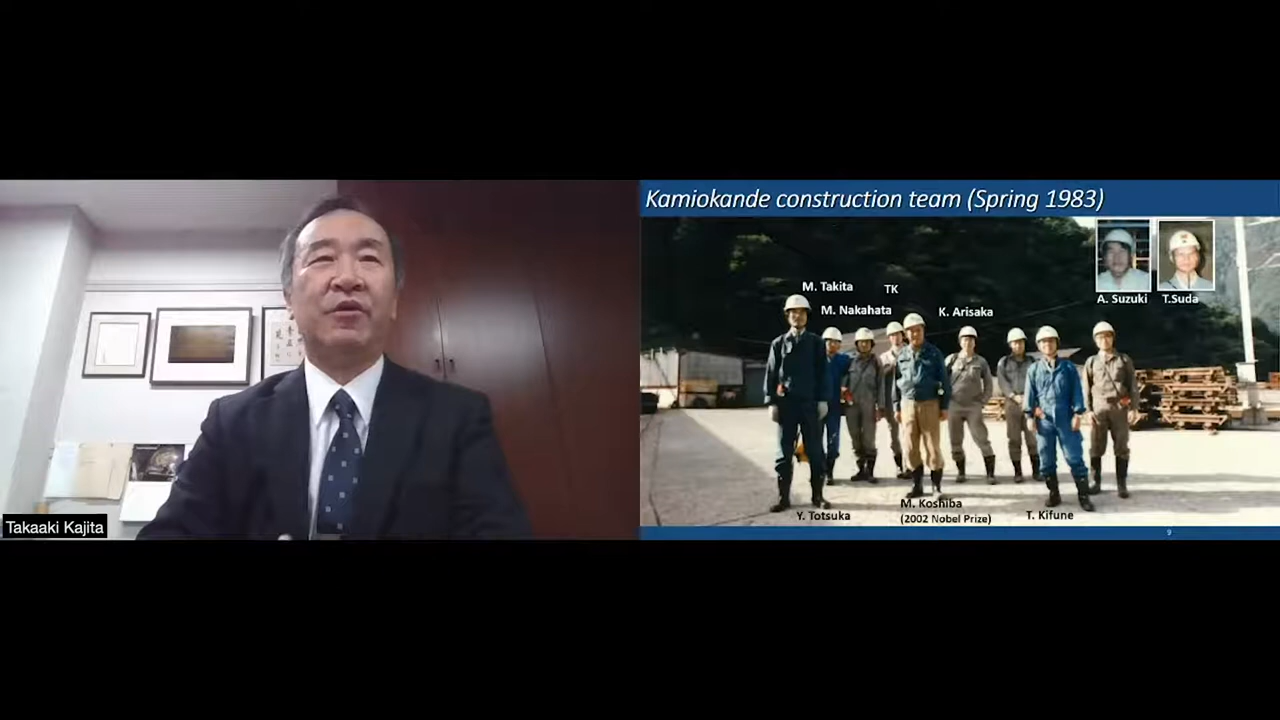 Kamiokande construction team (Spring 1983)
M. Takita
TK
M. Nakahata
K. Arisaka
A. Suzuki
T.Suda
Y. Totsuka
M. Koshiba
(2002 Nobel Prize)
T. Kifune
9
Takaaki Kajita